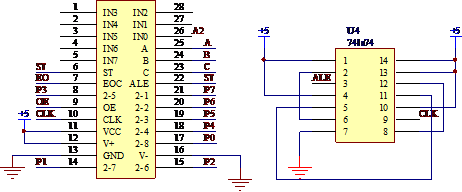 1 IN3 IN2 28
2 IN4 IN1 27
3 IN5 IN0 26 A2
4 IN6 A 25 A
5 IN7 B 24 B
ST 6 ST C 23 C
EO 7 EOC ALE 22 ST
P3 8 2-5 2-1 21 P7
OE 9 OE 2-2 20 P6
CLK 10 CLK 2-3 19 P5
+5 11 VCC 2-4 18 P4
12 V+ 2-8 17 P0
13 GND V- 16
P1 14 2-7 2-6 15 P2
+5 U4 +5
74ls74
1 14
2 13
ALE 3 12
4 11
5 10
6 9 CLK
7 8